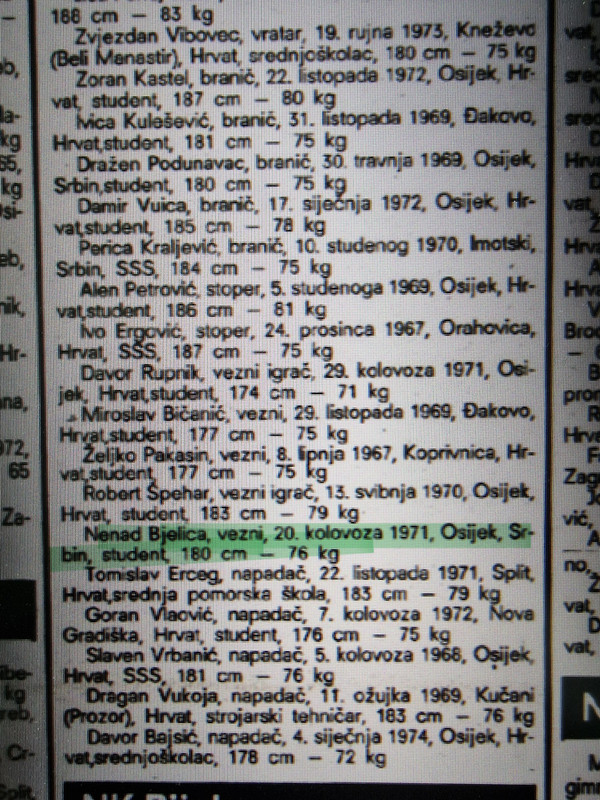 188 cm — 83 kg
Zvjezdan Vibovec, vratar, 19. rujna 1973, Kneževo
(Beli Manastir), Hrvat, srednjoškolac, 180 cm — 75 kg
Zoran Kastel, branič, 22. listopada 1972, Osijek, Hr-
vat, student, 187 cm — 80 kg
Ivica Kulešević, branič, 31. listopada 1969, Đakovo,
Hrvat,student, 181 cm — 75 kg
Dražen Podunavac, branič, 30. travnja 1969, Osijek,
Srbin,student, 180 cm — 75 kg
Damir Vuica, branič, 17. siječnja 1972, Osijek, Hr-
vat,student, 185 cm — 78 kg
Perica Kraljević, branič, 10. studenog 1970, Imotski,
Srbin, SSS, 184 cm — 75 kg
Alen Petrović, stoper, 5. studenoga 1969, Osijek, Hr-
vat,student, 186 cm — 81 kg
Ivo Ergović, stoper, 24. prosinca 1967, Orahovica,
Hrvat, SSS, 187 cm — 75 kg
Davor Rupnik, vezni igrač, 29. kolovoza 1971, Osi-
jek, Hrvat,student, 174 cm — 71 kg
Miroslav Bičanić, vezni, 29. listopada 1969, Đakovo,
Hrvat,student, 177 cm — 75 kg
Željko Pakasin, vezni, 8. lipnja 1967, Koprivnica, Hr-
vat,student, 177 cm — 75 kg
Robert Špehar, vezni igrač, 13. svibnja 1970, Osijek,
Hrvat, student, 183 cm — 79 kg
Nenad Bjelica, vezni, 20. kolovoza 1971, Osijek, Sr-
bin, student, 180 cm — 76 kg
Tomislav Erceg, napadač, 22. listopada 1971, Split,
Hrvat,srednja pomorska škola, 183 cm — 79 kg
Goran Vlaović, napadač, 7. kolovoza 1972, Nova
Gradiška, Hrvat, student, 176 cm — 75 kg
Slaven Vrbanić, napadač, 5. kolovoza 1968, Osijek,
Hrvat, SSS, 181 cm — 76 kg
Dragan Vukoja, napadač, 11. ožujka 1969, Kučani
(Prozor), Hrvat, strojarski tehničar, 183 cm — 76 kg
Davor Bajsić, napadač, 4. siječnja 1974, Osijek, Hr-
vat,srednjoškolac, 178 cm — 72 kg